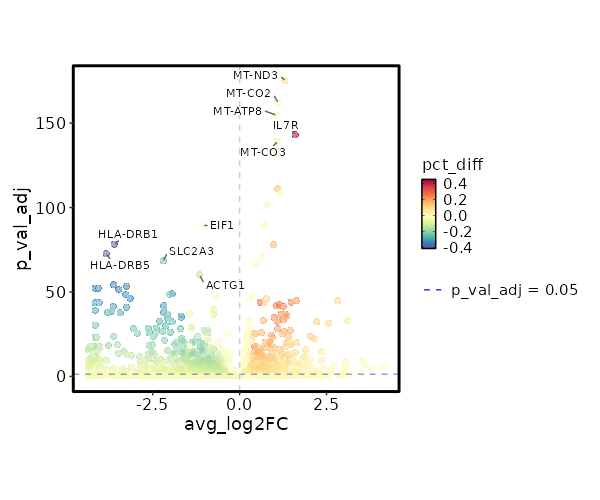 MT-ND3
MT-CO2
MT-ATP8
IL7R
MT-CO3
EIF1
HLA-DRB1
SLC2A3
HLA-DRB5
ACTG1
150
100
50
0
p_val_adj
-2.5
0.0
2.5
avg_log2FC
pct_diff
0.4
0.2
0.0
-0.2
-0.4
p_val_adj = 0.05